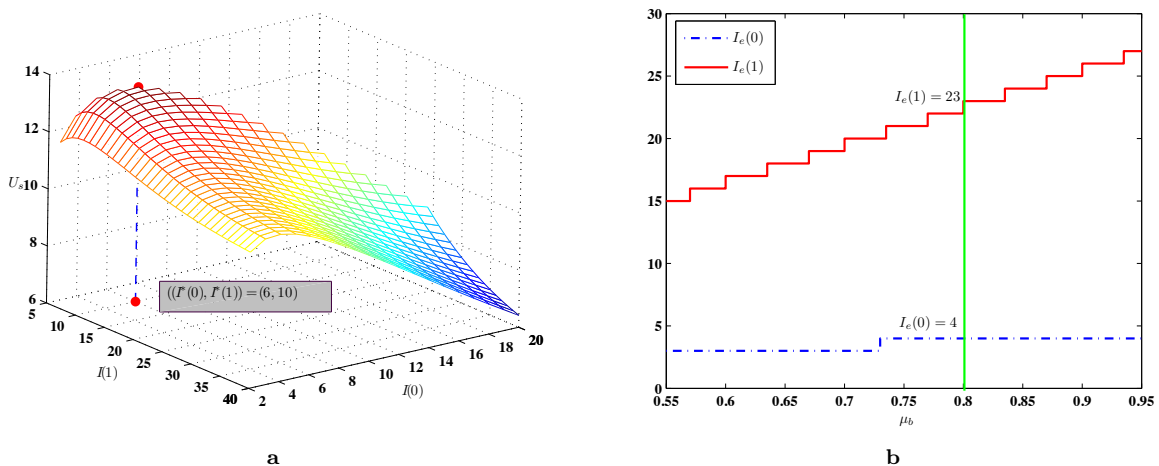 14
12
U_s 10
8
6
5
10
15
20
25
30
35
40
I(1)
2
4
6
8
10
12
14
16
18
20
I(0)
((I*(0), I*(1)) = (6, 10)
a
30
25
20
15
10
5
0
0.55 0.6 0.65 0.7 0.75 0.8 0.85 0.9 0.95
μ_b
I_e(0)
I_e(1)
I_e(1) = 23
I_e(0) = 4
b